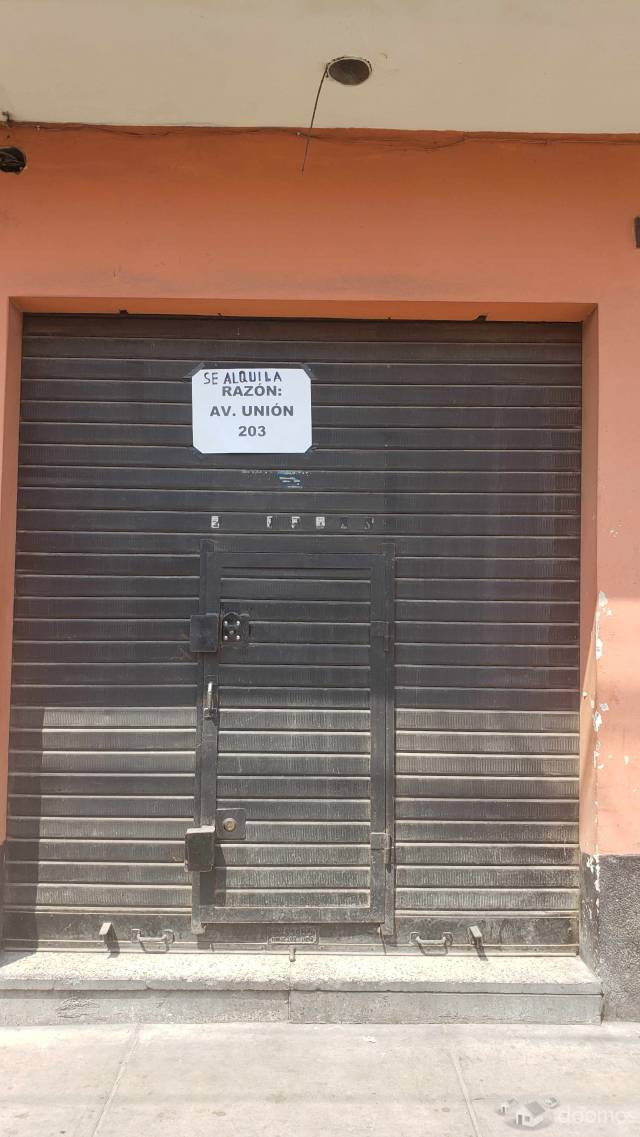 SE ALQUILA
RAZÓN:
AV. UNIÓN
203
doomos